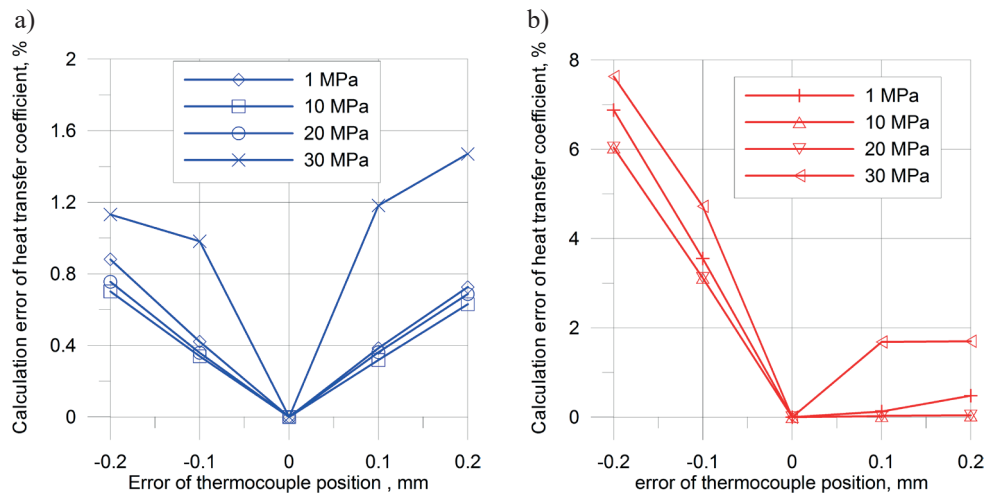 a)
Calculation error of heat transfer coefficient, %
2
1.6
1.2
0.8
0.4
0
1 MPa
10 MPa
20 MPa
30 MPa
-0.2 -0.1 0 0.1 0.2
Error of thermocouple position , mm
b)
Calculation error of heat transfer coefficient, %
8
6
4
2
0
1 MPa
10 MPa
20 MPa
30 MPa
-0.2 -0.1 0 0.1 0.2
error of thermocouple position, mm